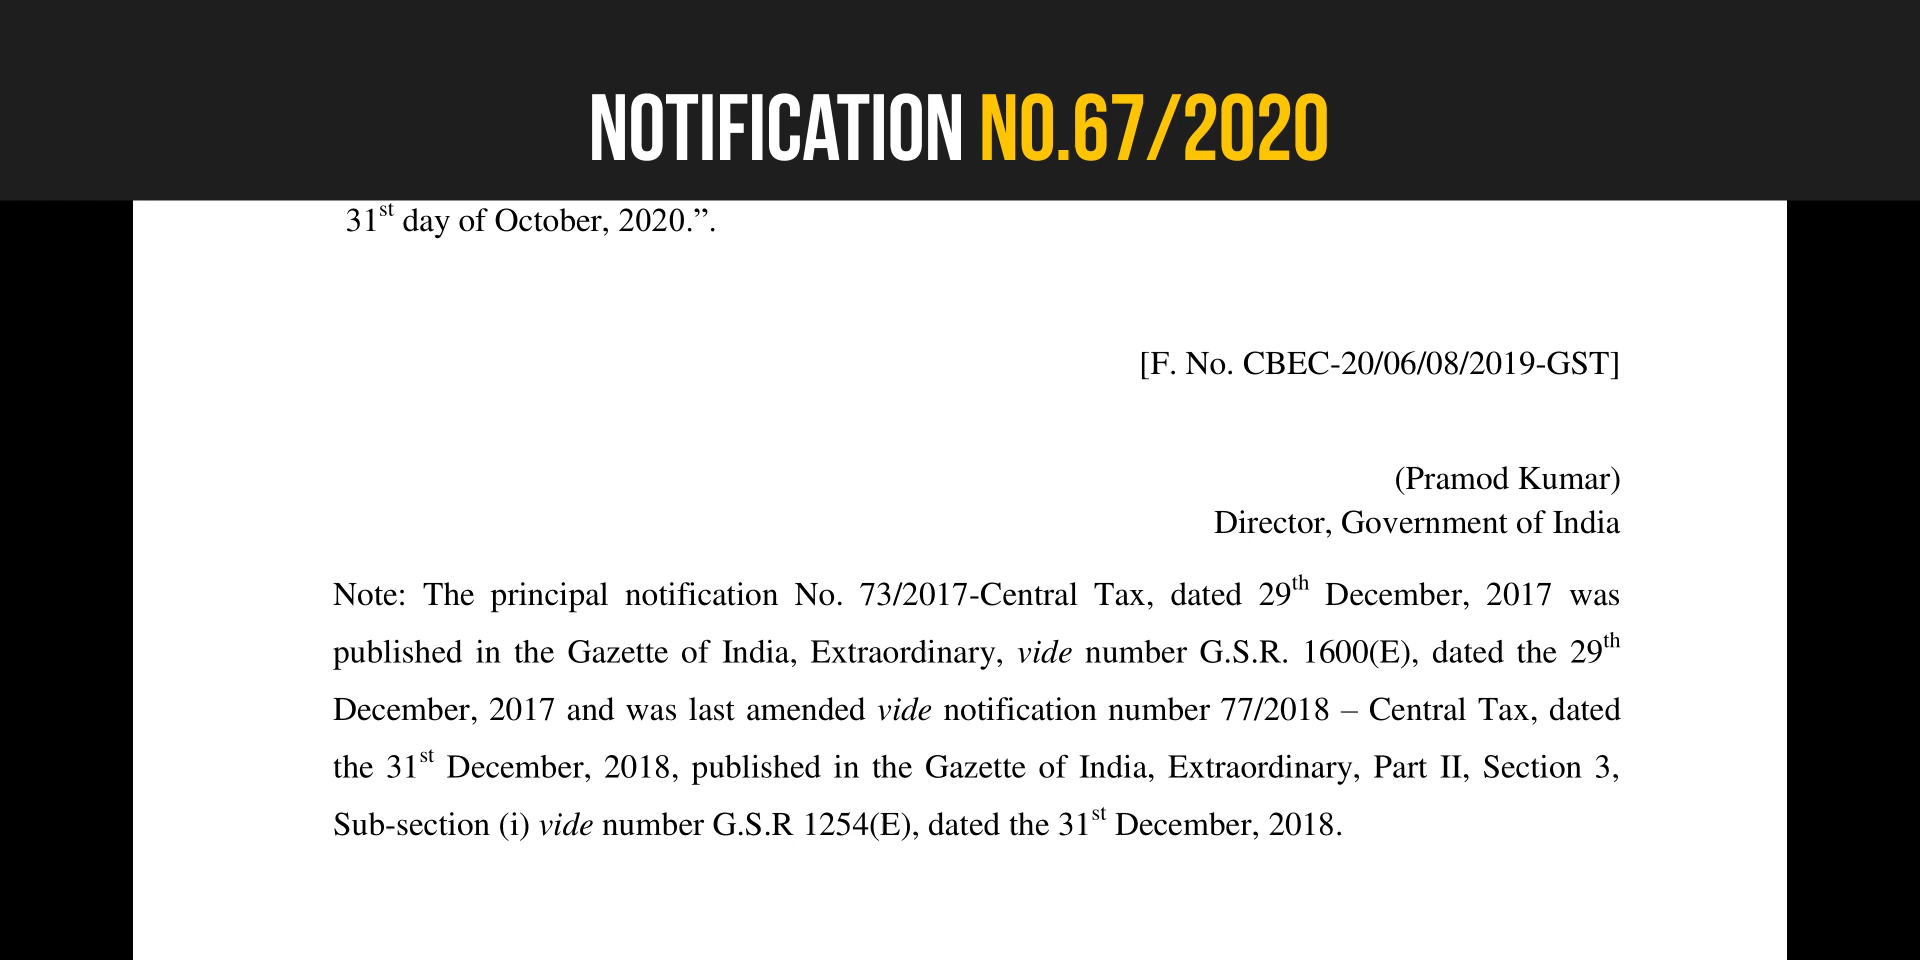 NOTIFICATION NO.67/2020
31st day of October, 2020.”.
[F. No. CBEC-20/06/08/2019-GST]
(Pramod Kumar)
Director, Government of India
Note: The principal notification No. 73/2017-Central Tax, dated 29th December, 2017 was
published in the Gazette of India, Extraordinary, vide number G.S.R. 1600(E), dated the 29th
December, 2017 and was last amended vide notification number 77/2018 – Central Tax, dated
the 31st December, 2018, published in the Gazette of India, Extraordinary, Part II, Section 3,
Sub-section (i) vide number G.S.R 1254(E), dated the 31st December, 2018.